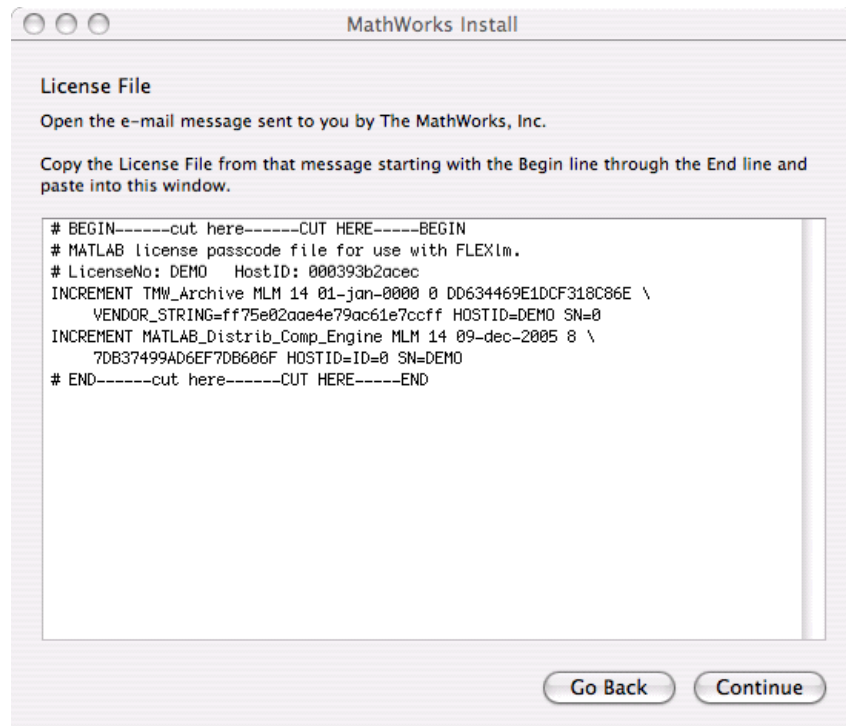 MathWorks Install
License File
Open the e-mail message sent to you by The MathWorks, Inc.
Copy the License File from that message starting with the Begin line through the End line and
paste into this window.
# BEGIN------cut here------CUT HERE-----BEGIN
# MATLAB license passcode file for use with FLEXlm.
# LicenseNo: DEMO   HostID: 000393b2acec
INCREMENT TMW_Archive MLM 14 01-jan-0000 0 DD634469E1DCF318C86E \
    VENDOR_STRING=ff75e02aae4e79ac61e7ccff HOSTID=DEMO SN=0
INCREMENT MATLAB_Distrib_Comp_Engine MLM 14 09-dec-2005 8 \
    7DB37499AD6EF7DB606F HOSTID=ID=0 SN=DEMO
# END------cut here------CUT HERE-----END
Go Back
Continue